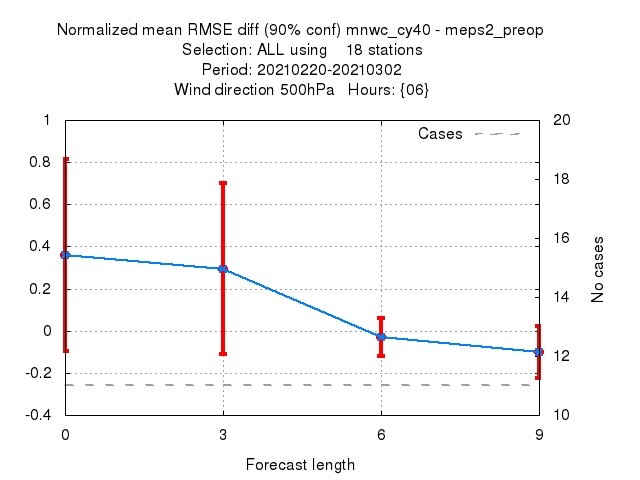 Normalized mean RMSE diff (90% conf) mnwc_cy40 - meps2_preop
Selection: ALL using    18 stations
Period: 20210220-20210302
Wind direction 500hPa   Hours: {06}
Cases
1
0.8
0.6
0.4
0.2
0
-0.2
-0.4
20
18
16
14
12
10
No cases
0 3 6 9
Forecast length